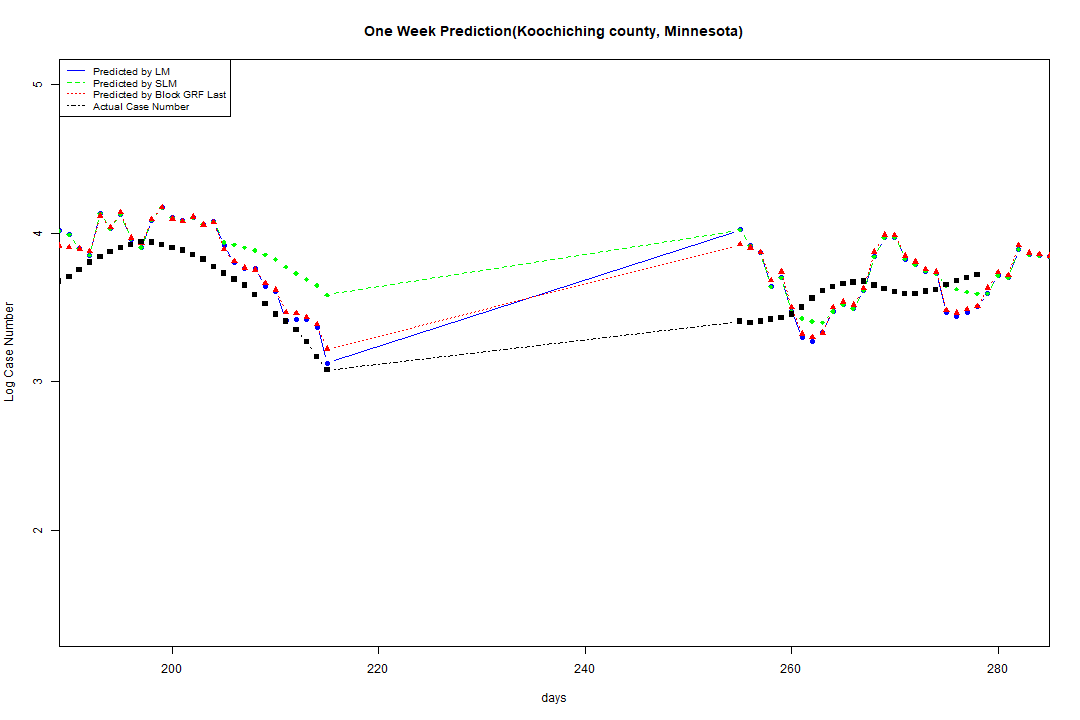 One Week Prediction(Koochiching county, Minnesota)
Predicted by LM
Predicted by SLM
Predicted by Block GRF Last
Actual Case Number
5
4
3
2
Log Case Number
200 220 240 260 280
days